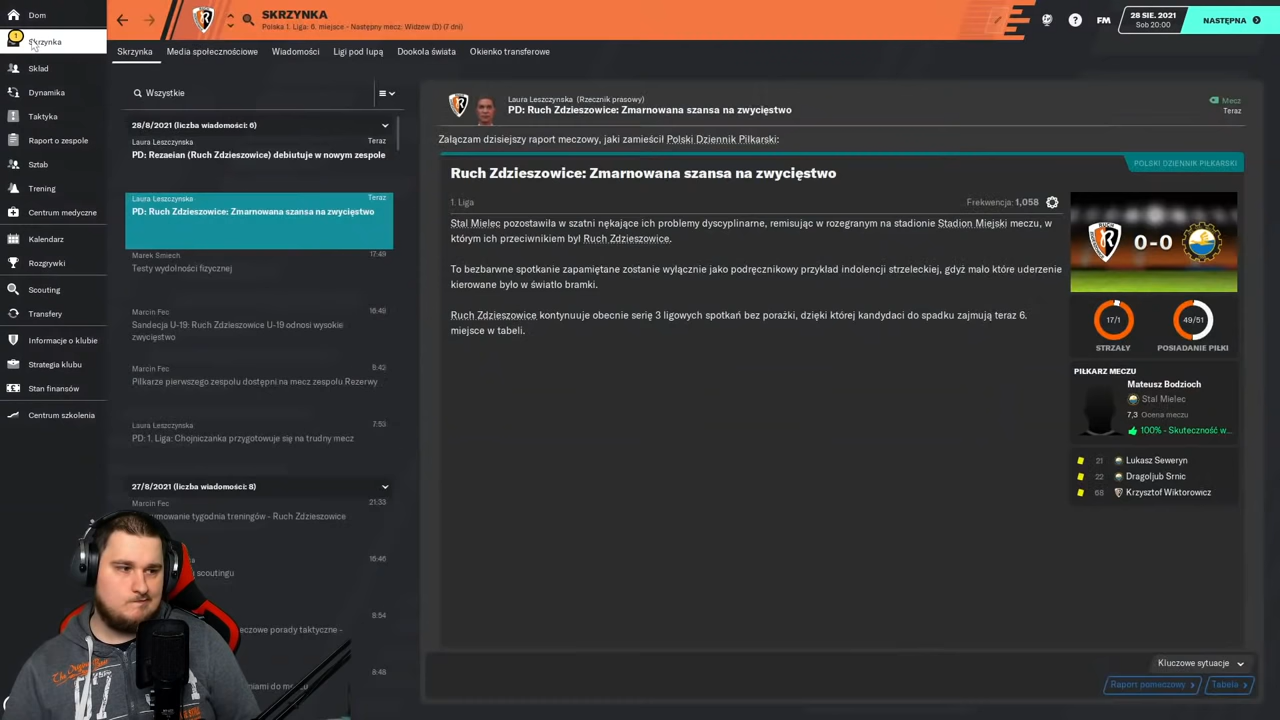 Dom
1
Skrzynka
Skład
Dynamika
Taktyka
Raport o zespole
Sztab
Trening
Centrum medyczne
Kalendarz
Rozgrywki
Scouting
Transfery
Informacje o klubie
Strategia klubu
Stan finansów
Centrum szkolenia
SKRZYNKA
Polska 1. Liga: 6. miejsce - Następny mecz: Widzew (D) (7 dni)
FM
28 SIE. 2021
Sob 20:00
NASTĘPNA
Skrzynka
Media społecznościowe
Wiadomości
Ligi pod lupą
Dookoła świata
Okienko transferowe
Wszystkie
28/8/2021 (liczba wiadomości: 6)
Laura Leszczynska
Teraz
PD: Rezaeian (Ruch Zdzieszowice) debiutuje w nowym zespole
Laura Leszczynska
Teraz
PD: Ruch Zdzieszowice: Zmarnowana szansa na zwycięstwo
Marek Smiech
17:49
Testy wydolności fizycznej
Marcin Fec
16:48
Sandecja U-19: Ruch Zdzieszowice U-19 odnosi wysokie
zwycięstwo
Marcin Fec
8:42
Piłkarze pierwszego zespołu dostępni na mecz zespołu Rezerwy
Laura Leszczynska
7:53
PD: 1. Liga: Chojniczanka przygotowuje się na trudny mecz
27/8/2021 (liczba wiadomości: 8)
Marcin Fec
21:33
umowanie tygodnia treningów - Ruch Zdzieszowice
16:46
scoutingu
8:54
eczowe porady taktyczne -
8:48
niami do meczu
Laura Leszczynska (Rzecznik prasowy)
PD: Ruch Zdzieszowice: Zmarnowana szansa na zwycięstwo
Mecz
Teraz
Załączam dzisiejszy raport meczowy, jaki zamieścił Polski Dziennik Piłkarski:
POLSKI DZIENNIK PIŁKARSKI
Ruch Zdzieszowice: Zmarnowana szansa na zwycięstwo
1. Liga
Frekwencja: 1,058
Stal Mielec pozostawiła w szatni nękające ich problemy dyscyplinarne, remisując w rozegranym na stadionie Stadion Miejski meczu, w
którym ich przeciwnikiem był Ruch Zdzieszowice.
To bezbarwne spotkanie zapamiętane zostanie wyłącznie jako podręcznikowy przykład indolencji strzeleckiej, gdyż mało które uderzenie
kierowane było w światło bramki.
Ruch Zdzieszowice kontynuuje obecnie serię 3 ligowych spotkań bez porażki, dzięki której kandydaci do spadku zajmują teraz 6.
miejsce w tabeli.
0-0
17/1
STRZAŁY
49/51
POSIADANIE PIŁKI
PIŁKARZ MECZU
Mateusz Bodzioch
Stal Mielec
7,3 Ocena meczu
100% - Skuteczność w...
21 Lukasz Seweryn
22 Dragoljub Srnic
68 Krzysztof Wiktorowicz
Kluczowe sytuacje
Raport pomeczowy
Tabela